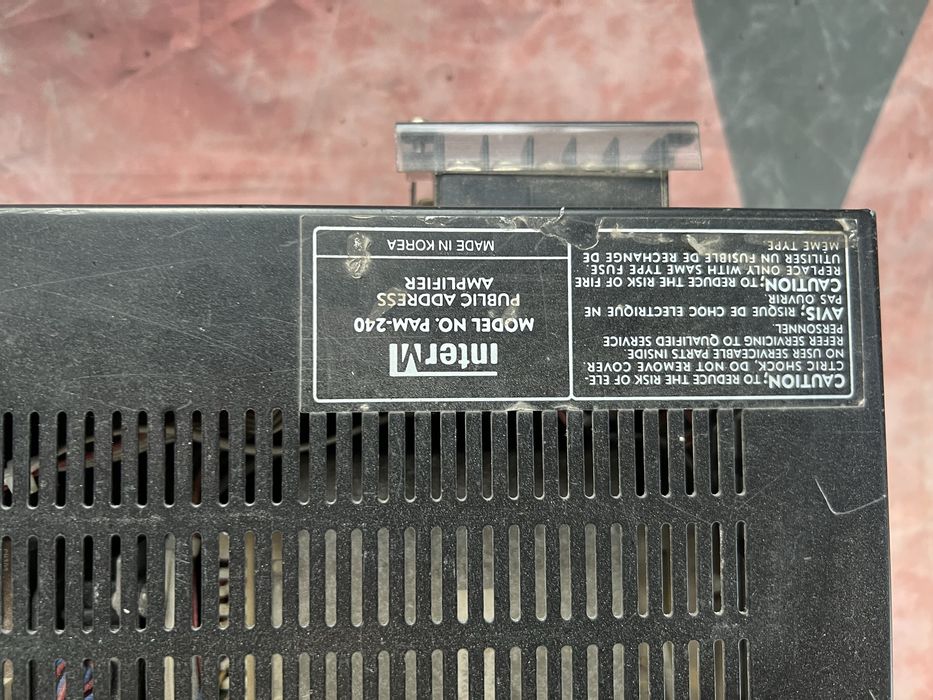 CAUTION; TO REDUCE THE RISK OF ELE-
CTRIC SHOCK, DO NOT REMOVE COVER.
NO USER SERVICEABLE PARTS INSIDE.
REFER SERVICING TO QUALIFIED SERVICE
PERSONNEL.
AVIS; RISQUE DE CHOC ELECTRIQUE NE
PAS OUVRIR.
CAUTION; TO REDUCE THE RISK OF FIRE
REPLACE ONLY WITH SAME TYPE FUSE.
UTILISER UN FUSIBLE DE RECHANGE DE
MEME TYPE.
interM
MODEL NO. PAM-240
PUBLIC ADDRESS
AMPLIFIER
MADE IN KOREA